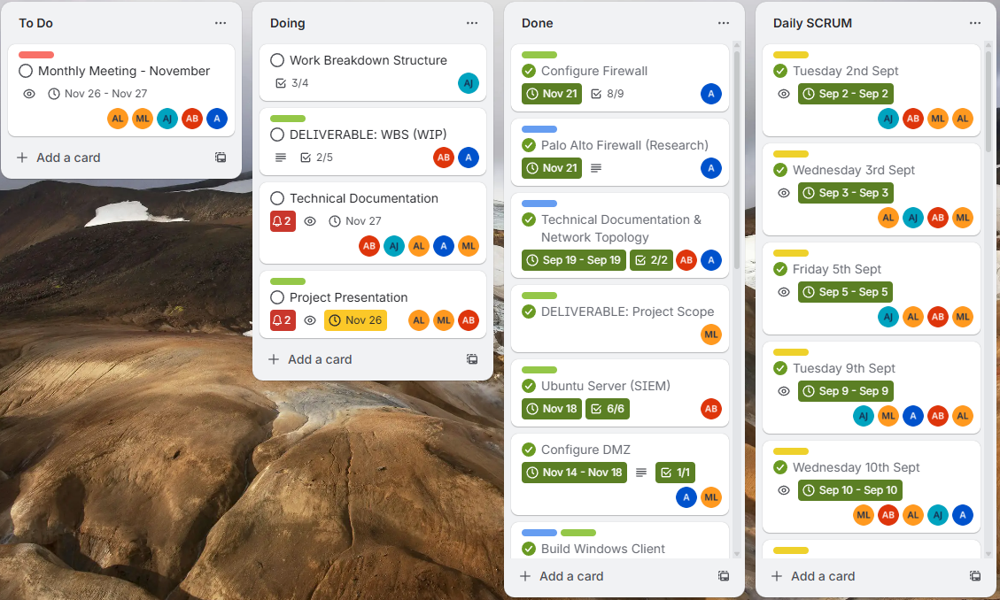 To Do
Monthly Meeting - November
Nov 26 - Nov 27
AL ML AJ AB A
Add a card
Doing
Work Breakdown Structure
3/4 AJ
DELIVERABLE: WBS (WIP)
2/5 AB A
Technical Documentation
2 Nov 27
AB AJ AL A ML
Project Presentation
2 Nov 26 AL ML AB
Add a card
Done
Configure Firewall
Nov 21 8/9 A
Palo Alto Firewall (Research)
Nov 21 A
Technical Documentation &
Network Topology
Sep 19 - Sep 19 2/2 AB A
DELIVERABLE: Project Scope
ML
Ubuntu Server (SIEM)
Nov 18 6/6 AB
Configure DMZ
Nov 14 - Nov 18 1/1
A ML
Build Windows Client
Add a card
Daily SCRUM
Tuesday 2nd Sept
Sep 2 - Sep 2
AJ AB ML AL
Wednesday 3rd Sept
Sep 3 - Sep 3
AL AJ AB ML
Friday 5th Sept
Sep 5 - Sep 5
AJ AL AB ML
Tuesday 9th Sept
Sep 9 - Sep 9
AJ ML A AB AL
Wednesday 10th Sept
Sep 10 - Sep 10
ML AB AL AJ A
Add a card